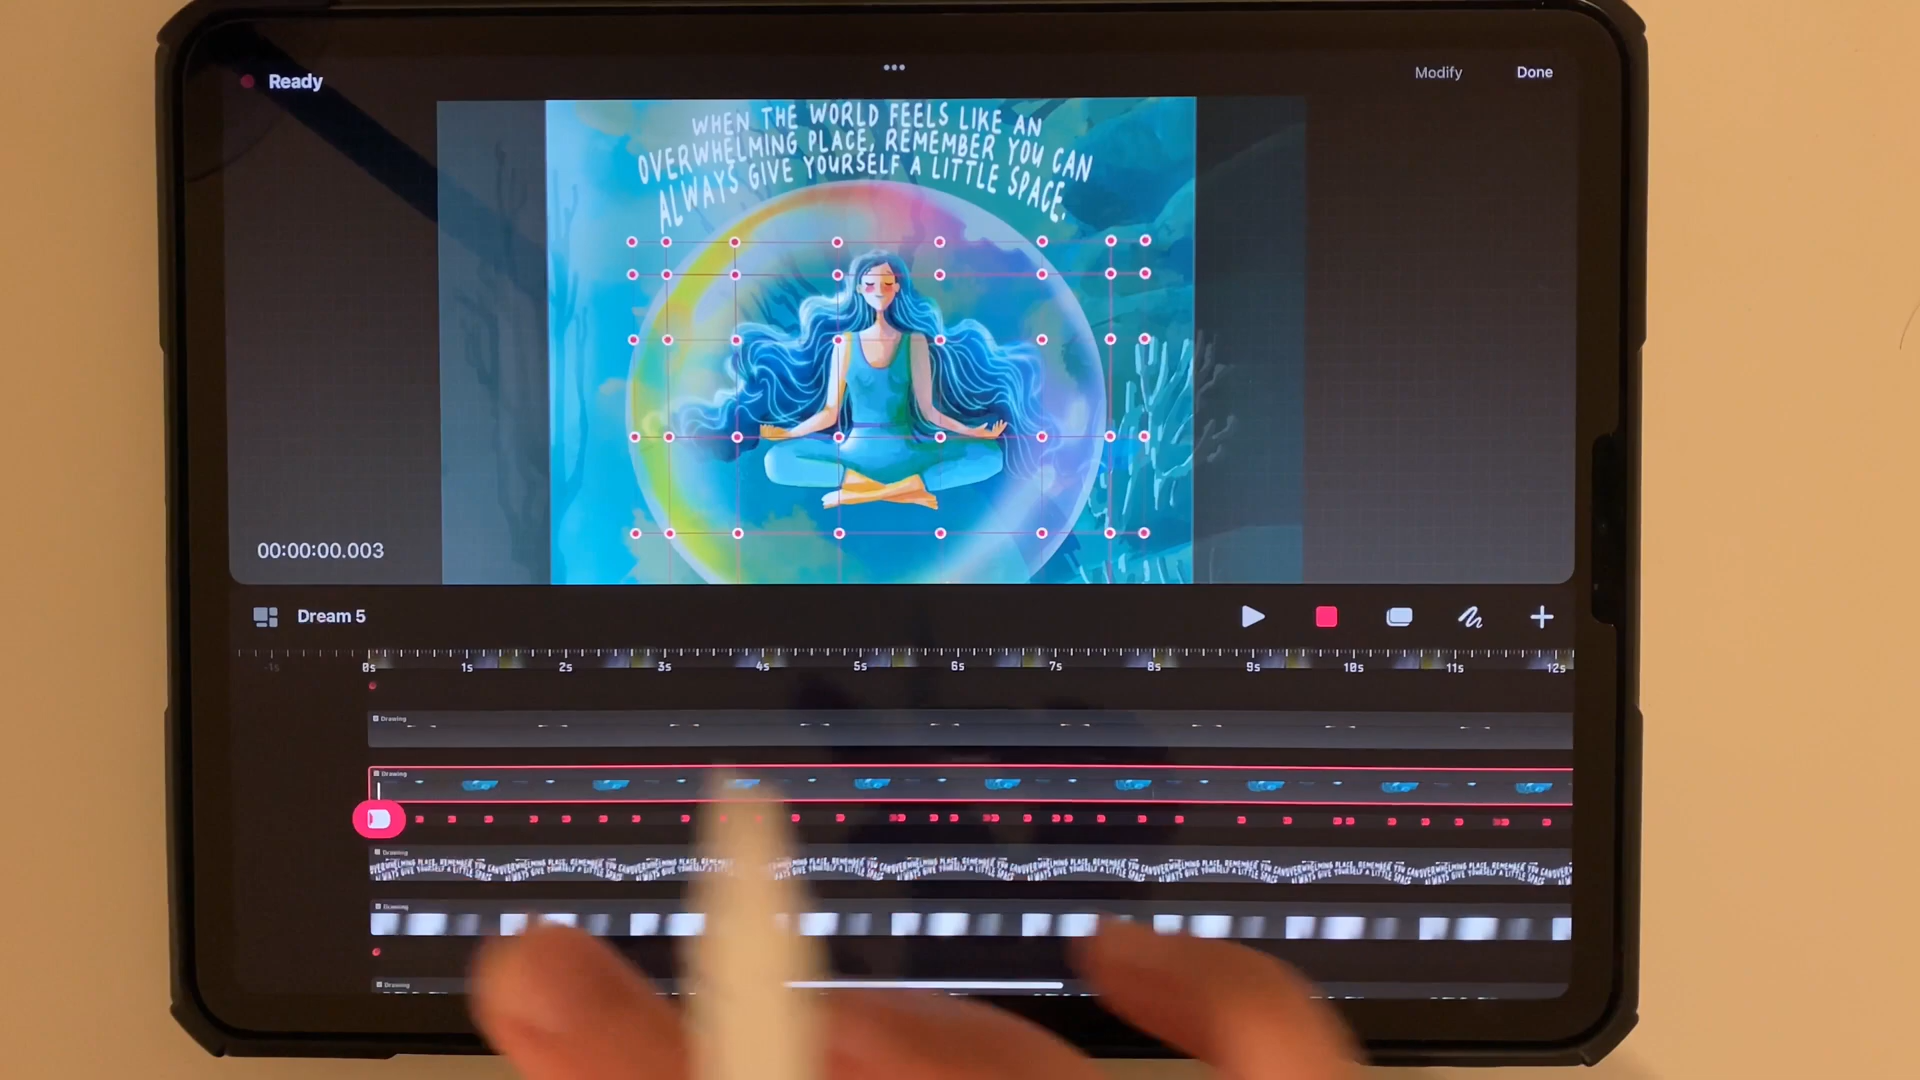 Ready
•••
Modify
Done
WHEN THE WORLD FEELS LIKE AN
OVERWHELMING PLACE, REMEMBER YOU CAN
ALWAYS GIVE YOURSELF A LITTLE SPACE.
00:00:00.003
Dream 5
-1s 0s 1s 2s 3s 4s 5s 6s 7s 8s 9s 10s 11s 12s
Drawing
Drawing
Drawing
Drawing
Drawing